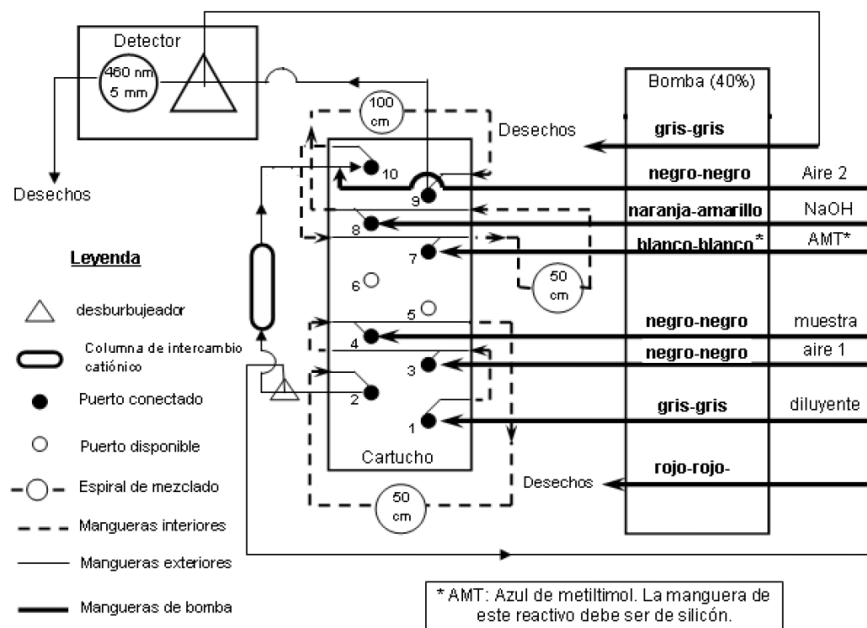 Detector
460 nm
5 mm
Desechos
100
cm
Desechos
Bomba (40%)
gris-gris
negro-negro
Aire 2
naranja-amarillo
NaOH
blanco-blanco*
AMT*
10
9
8
7
50
cm
6
5
negro-negro
muestra
4
negro-negro
aire 1
3
2
gris-gris
diluyente
1
Cartucho
rojo-rojo-
Desechos
50
cm
Leyenda
desburbujeador
Columna de intercambio
catiónico
Puerto conectado
Puerto disponible
Espiral de mezclado
Mangueras interiores
Mangueras exteriores
Mangueras de bomba
* AMT: Azul de metiltimol. La manguera de
este reactivo debe ser de silicón.